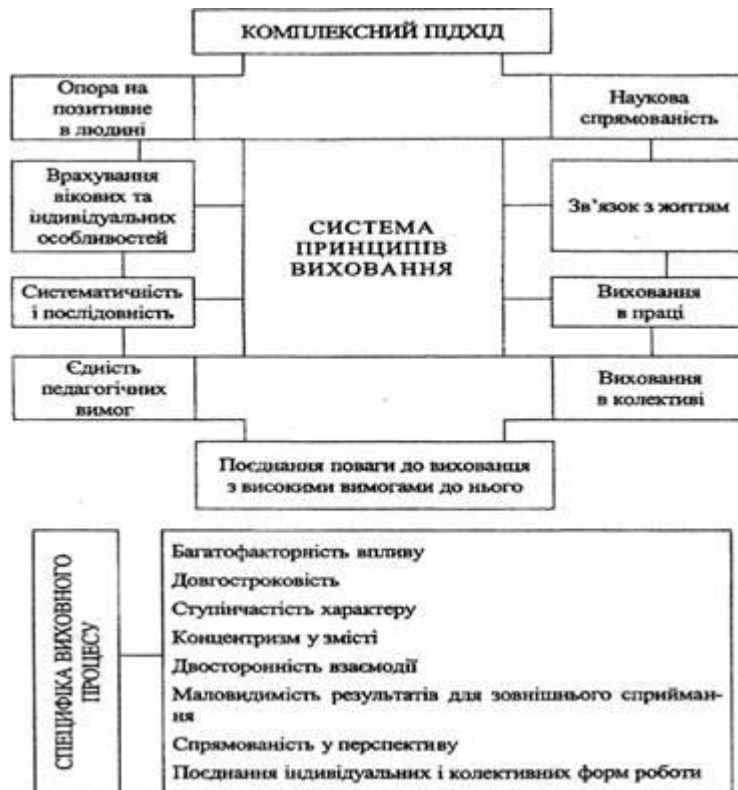 КОМПЛЕКСНИЙ ПІДХІД
Опора на
позитивне
в людині
Наукова
спрямованість
Врахування
вікових та
індивідуальних
особливостей
Зв’язок з життям
СИСТЕМА
ПРИНЦИПІВ
ВИХОВАННЯ
Систематичність
і послідовність
Виховання
в праці
Єдність
педагогічних
вимог
Виховання
в колективі
Поєднання поваги до вихованця
з високими вимогами до нього
СПЕЦИФІКА ВИХОВНОГО
ПРОЦЕСУ
Багатофакторність впливу
Довгостроковість
Ступінчастість характеру
Концентризм у змісті
Двосторонність взаємодії
Маловидимість результатів для зовнішнього сприйман-
ня
Спрямованість у перспективу
Поєднання індивідуальних і колективних форм роботи